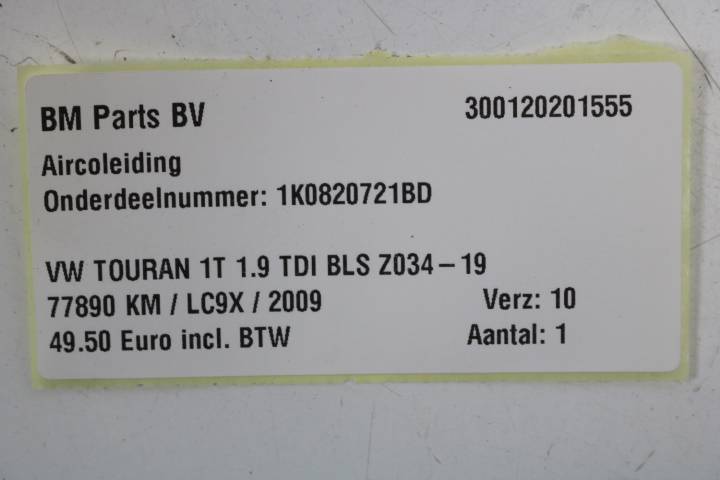 BM Parts BV 300120201555
Aircoleiding
Onderdeelnummer: 1K0820721BD
VW TOURAN 1T 1.9 TDI BLS Z034-19
77890 KM / LC9X / 2009 Verz: 10
49.50 Euro incl. BTW Aantal: 1